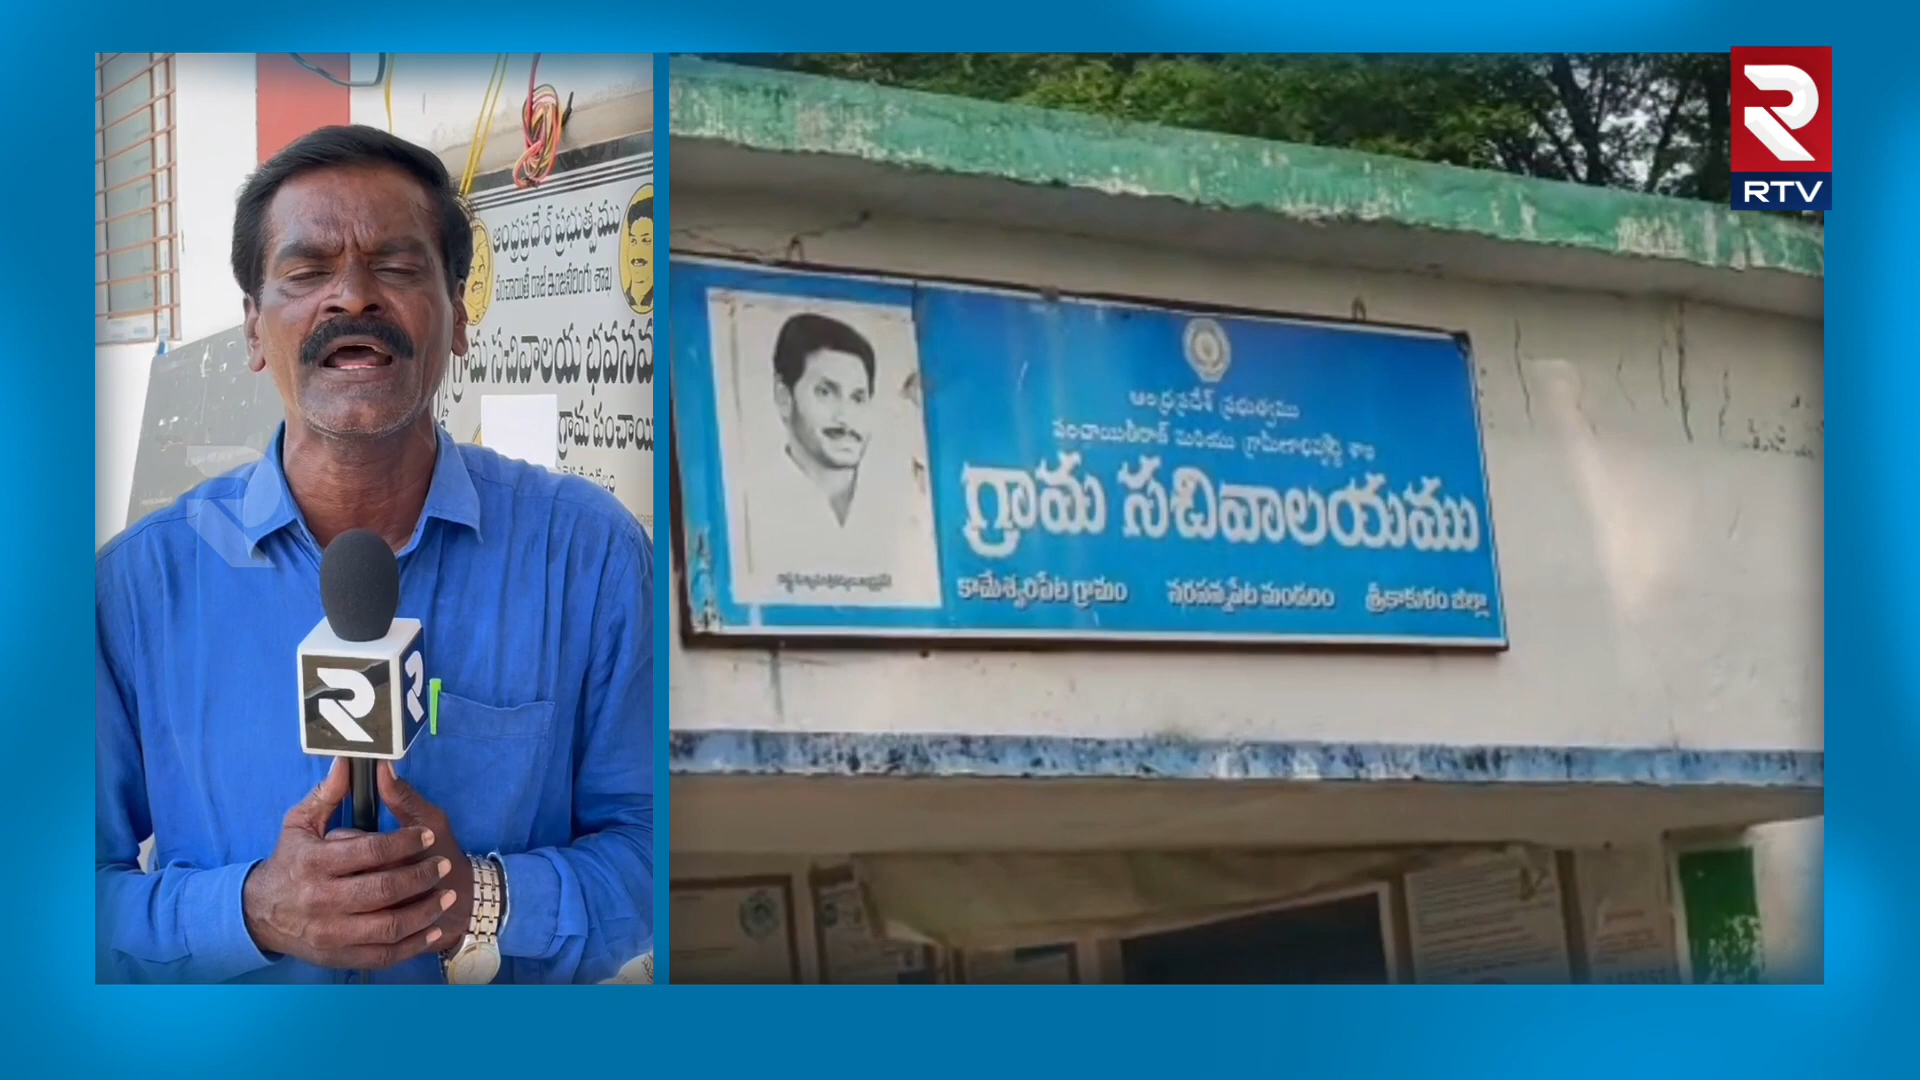 RTV
ఆంధ్రప్రదేశ్ ప్రభుత్వము
పంచాయితీ రాజ్ ఇంజనీరింగు శాఖ
గ్రామ సచివాలయ భవనము
గ్రామ పంచాయి
ఆంధ్రప్రదేశ్ ప్రభుత్వము
పంచాయితీరాజ్ మరియు గ్రామీణాభివృద్ధి శాఖ
గ్రామ సచివాలయము
కామేశ్వరిపేట గ్రామం నరసన్నపేట మండలం శ్రీకాకుళం జిల్లా